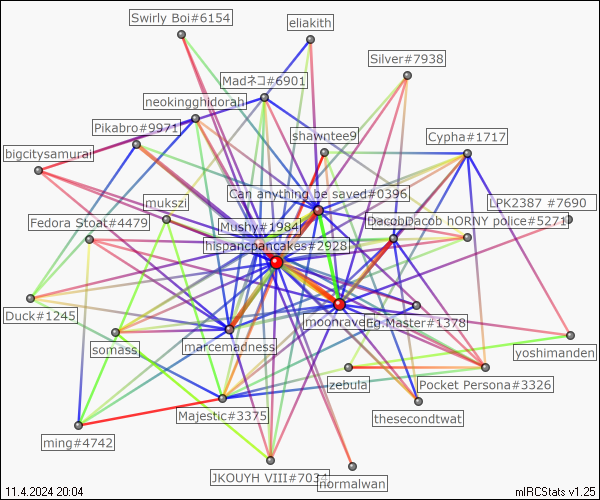 Swirly Boi#6154
eliakith
Silver#7938
Madネコ#6901
neokingghidorah
Pikabro#9971
shawntee9
Cypha#1717
bigcitysamurai
Can anything be saved#0396
mukszi
LPK2387 #7690
Fedora Stoat#4479
Mushy#1984
DacobDacob hORNY police#5271
hispancpancakes#2928
Duck#1245
moonrave
Eg.Master#1378
somass
marcemadness
yoshimanden
zebula
Pocket Persona#3326
Majestic#3375
thesecondtwat
ming#4742
JKOUYH VIII#7034
normalwan
11.4.2024 20:04
mIRCStats v1.25